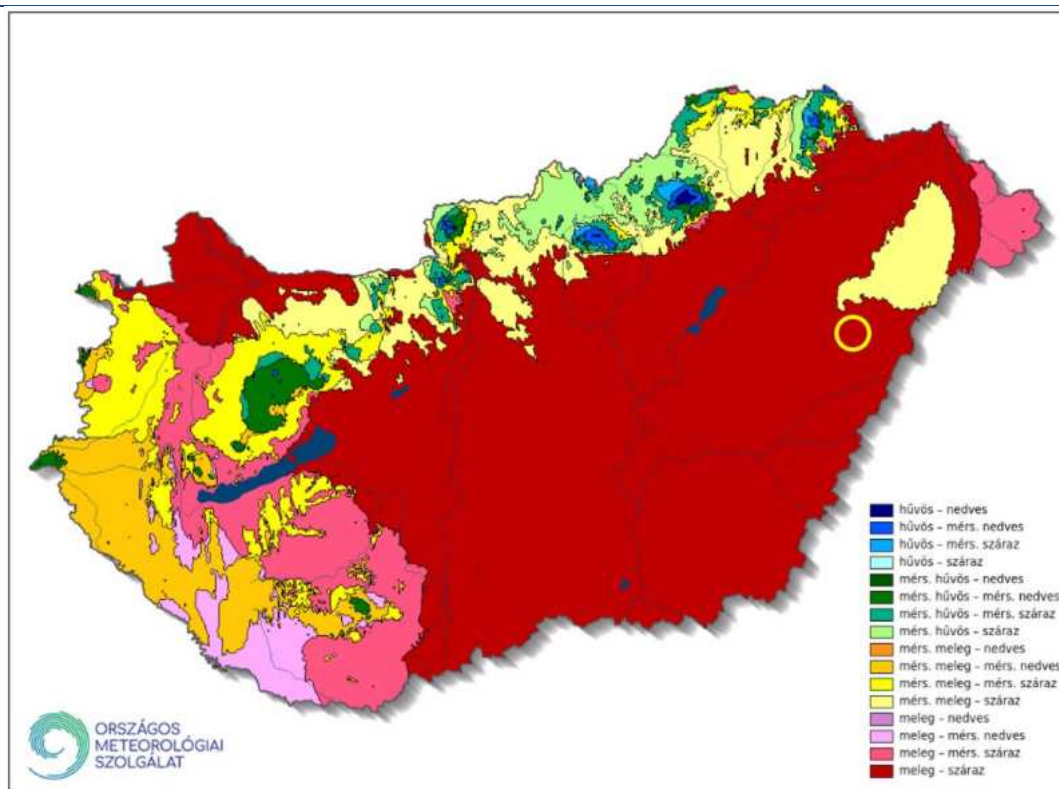 hűvös – nedves
hűvös – mérs. nedves
hűvös – mérs. száraz
hűvös – száraz
mérs. hűvös – nedves
mérs. hűvös – mérs. nedves
mérs. hűvös – mérs. száraz
mérs. hűvös – száraz
mérs. meleg – nedves
mérs. meleg – mérs. nedves
mérs. meleg – mérs. száraz
mérs. meleg – száraz
meleg – nedves
meleg – mérs. nedves
meleg – mérs. száraz
meleg – száraz
ORSZÁGOS
METEOROLÓGIAI
SZOLGÁLAT